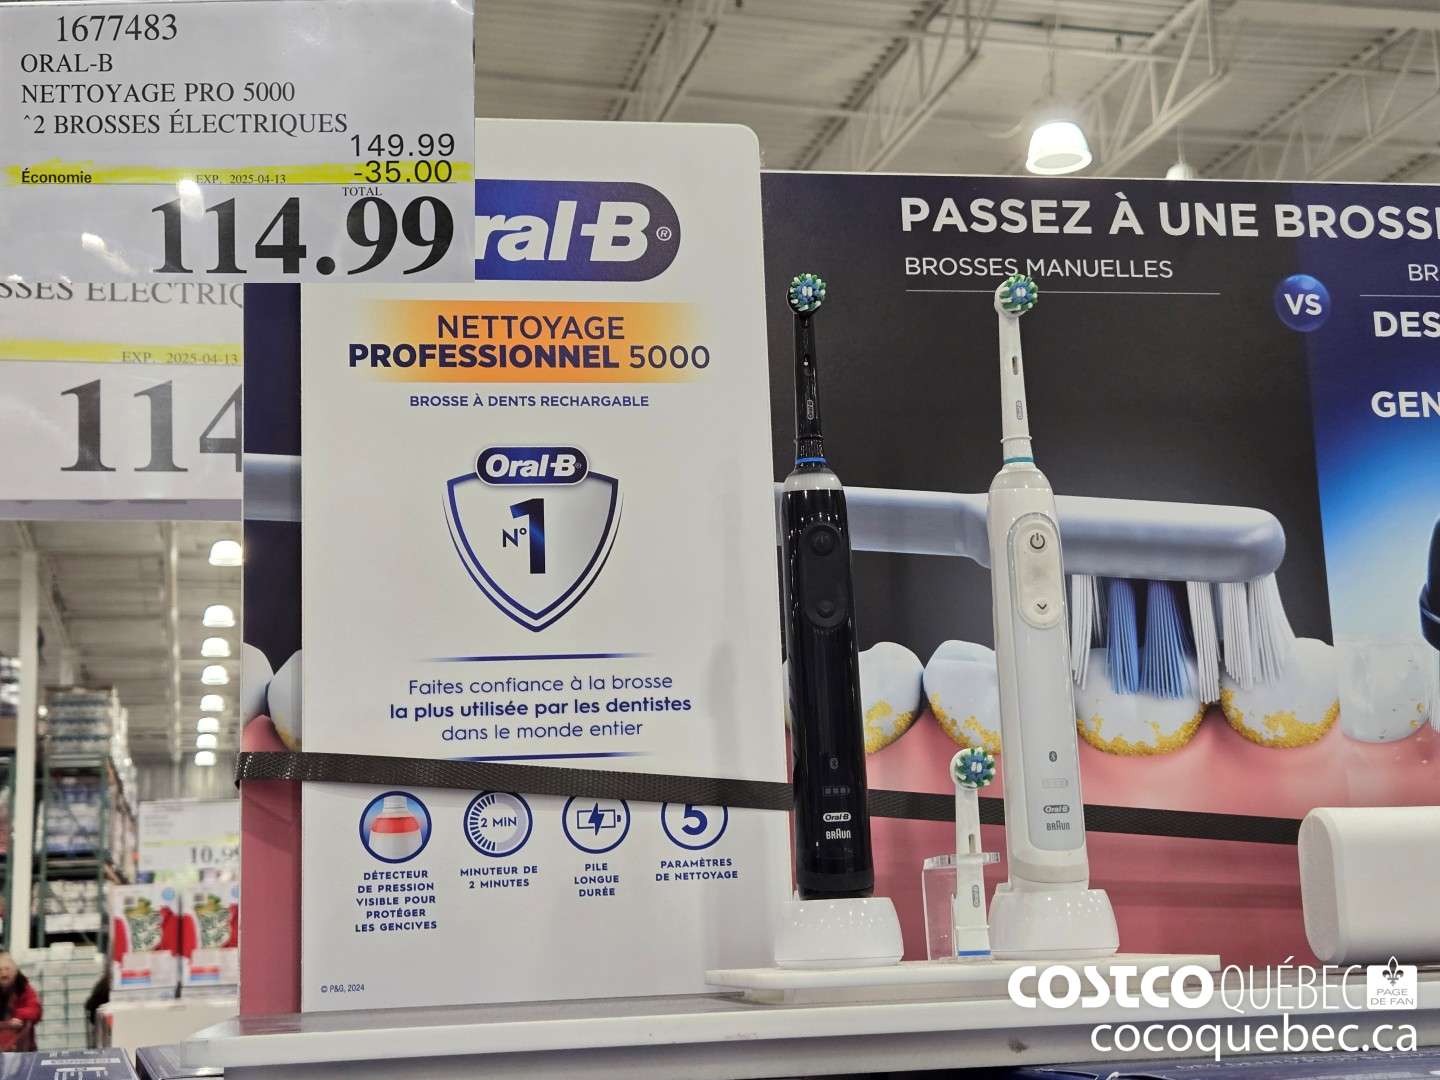 1677483
ORAL-B
NETTOYAGE PRO 5000
^2 BROSSES ÉLECTRIQUES
149.99
Économie EXP. 2025-04-13 -35.00
TOTAL
114.99
EXP. 2025-04-13
114
10.99
Oral-B®
NETTOYAGE
PROFESSIONNEL 5000
BROSSE À DENTS RECHARGABLE
Oral-B
N° 1
Faites confiance à la brosse
la plus utilisée par les dentistes
dans le monde entier
2 MIN
5
DÉTECTEUR
DE PRESSION
VISIBLE POUR
PROTÉGER
LES GENCIVES
MINUTEUR DE
2 MINUTES
PILE
LONGUE
DURÉE
PARAMÈTRES
DE NETTOYAGE
© P&G, 2024
PASSEZ À UNE BROSS
BROSSES MANUELLES
VS
BR
DES
GEN
Oral-B
BRAUN
Oral-B
BRAUN
COSTCO QUÉBEC
PAGE
DE FAN
cocoquebec.ca